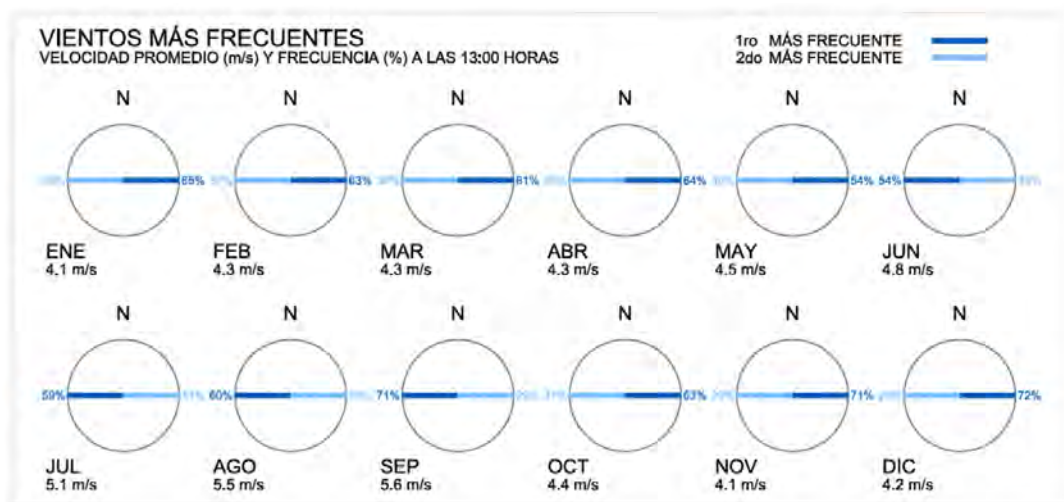 VIENTOS MÁS FRECUENTES
VELOCIDAD PROMEDIO (m/s) Y FRECUENCIA (%) A LAS 13:00 HORAS
1ro MÁS FRECUENTE
2do MÁS FRECUENTE
N N N N N N
65% 63% 61% 64% 54% 54%
ENE FEB MAR ABR MAY JUN
4.1 m/s 4.3 m/s 4.3 m/s 4.3 m/s 4.5 m/s 4.8 m/s
N N N N N N
59% 60% 71% 63% 71% 72%
JUL AGO SEP OCT NOV DIC
5.1 m/s 5.5 m/s 5.6 m/s 4.4 m/s 4.1 m/s 4.2 m/s